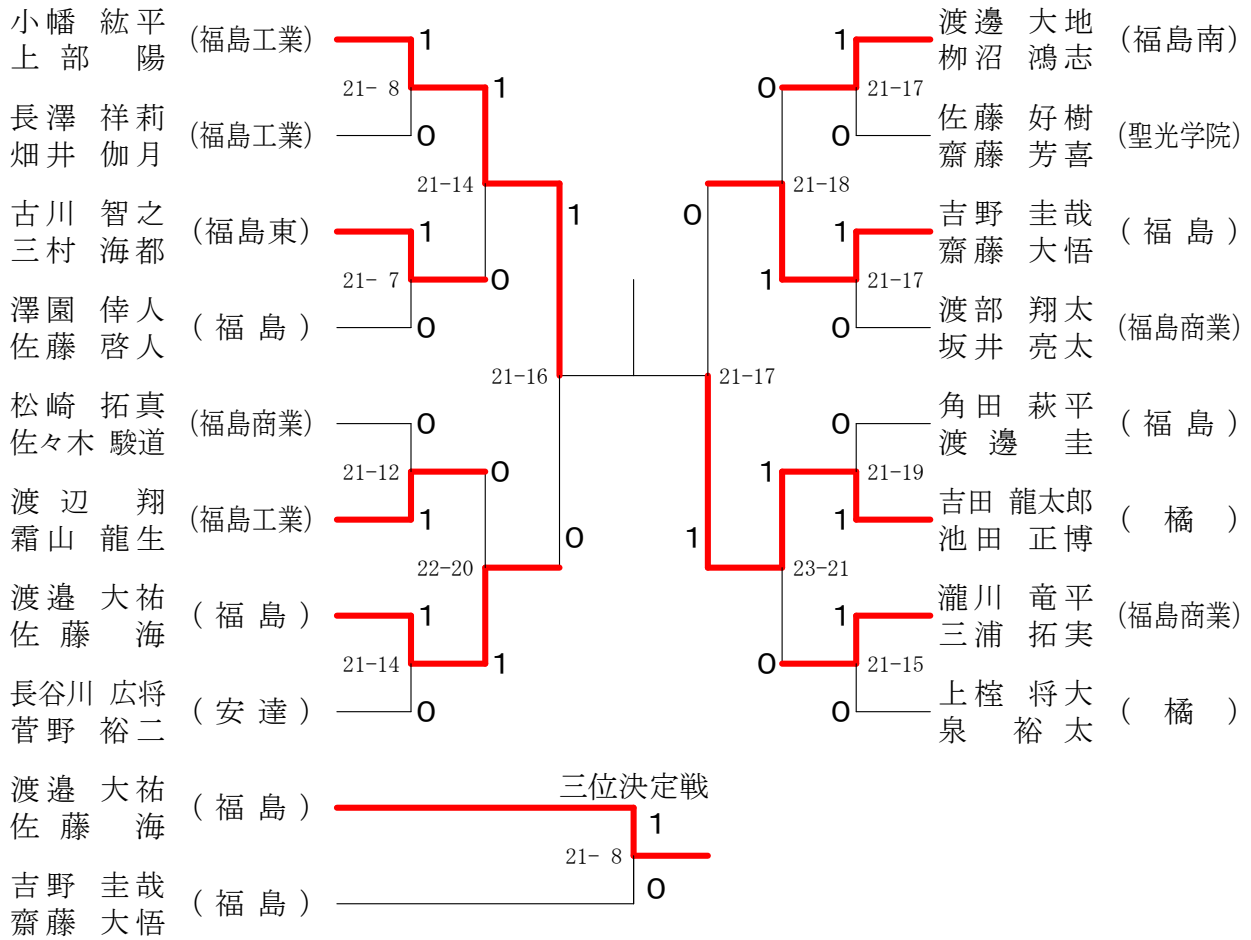 小幡 紘平
上部 陽
(福島工業)
1
21- 8
1
長澤 祥莉
畑井 伽月
(福島工業)
0
21-14
1
古川 智之
三村 海都
(福島東)
1
21- 7
0
澤園 倖人
佐藤 啓人
(福島)
0
21-16
松崎 拓真
佐々木 駿道
(福島商業)
0
21-12
0
渡辺 翔
霜山 龍生
(福島工業)
1
22-20
0
渡邉 大祐
佐藤 海
(福島)
1
21-14
1
長谷川 広将
菅野 裕二
(安達)
0
1
渡邊 大地
栁沼 鴻志
(福島南)
0
21-17
0
佐藤 好樹
齋藤 芳喜
(聖光学院)
0
21-18
1
吉野 圭哉
齋藤 大悟
(福島)
1
21-17
0
渡部 翔太
坂井 亮太
(福島商業)
21-17
0
角田 萩平
渡邊 圭
(福島)
1
21-19
1
吉田 龍太郎
池田 正博
(橘)
1
23-21
1
瀧川 竜平
三浦 拓実
(福島商業)
0
21-15
0
上桎 将大
泉 裕太
(橘)
三位決定戦
渡邉 大祐
佐藤 海
(福島)
1
21- 8
吉野 圭哉
齋藤 大悟
(福島)
0